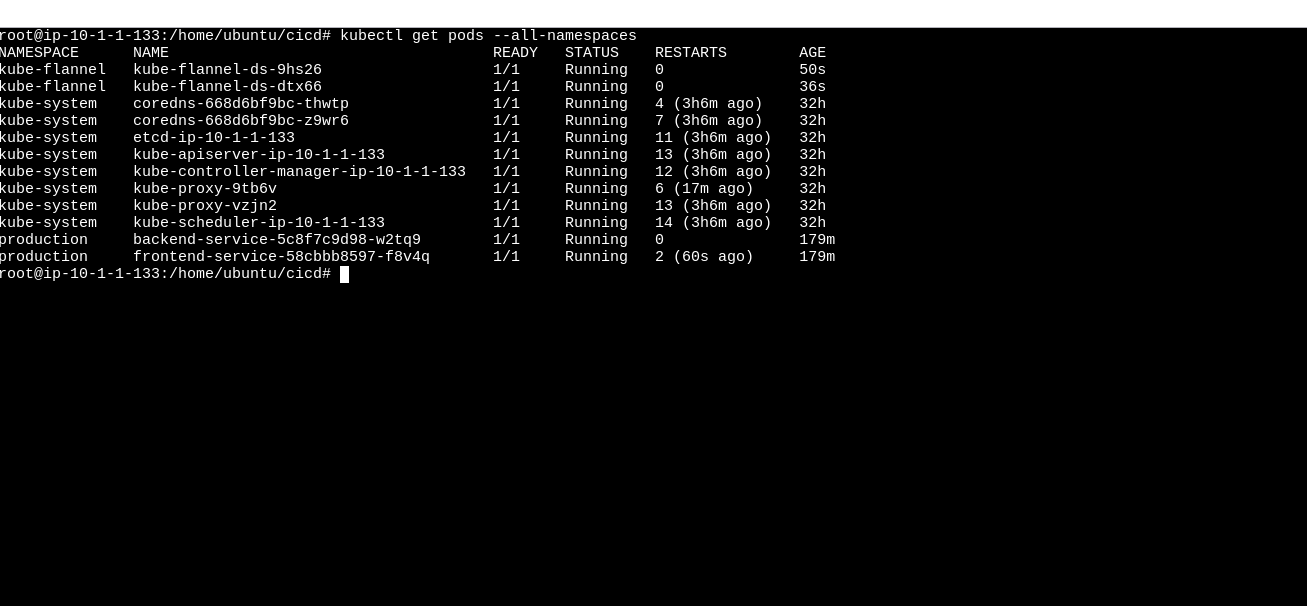 root@ip-10-1-1-133:/home/ubuntu/cicd# kubectl get pods --all-namespaces
NAMESPACE      NAME                                    READY   STATUS    RESTARTS        AGE
kube-flannel   kube-flannel-ds-9hs26                   1/1     Running   0               50s
kube-flannel   kube-flannel-ds-dtx66                   1/1     Running   0               36s
kube-system    coredns-668d6bf9bc-thwtp                1/1     Running   4 (3h6m ago)    32h
kube-system    coredns-668d6bf9bc-z9wr6                1/1     Running   7 (3h6m ago)    32h
kube-system    etcd-ip-10-1-1-133                      1/1     Running   11 (3h6m ago)   32h
kube-system    kube-apiserver-ip-10-1-1-133            1/1     Running   13 (3h6m ago)   32h
kube-system    kube-controller-manager-ip-10-1-1-133   1/1     Running   12 (3h6m ago)   32h
kube-system    kube-proxy-9tb6v                        1/1     Running   6 (17m ago)     32h
kube-system    kube-proxy-vzjn2                        1/1     Running   13 (3h6m ago)   32h
kube-system    kube-scheduler-ip-10-1-1-133            1/1     Running   14 (3h6m ago)   32h
production     backend-service-5c8f7c9d98-w2tq9        1/1     Running   0               179m
production     frontend-service-58cbbb8597-f8v4q       1/1     Running   2 (60s ago)     179m
root@ip-10-1-1-133:/home/ubuntu/cicd#